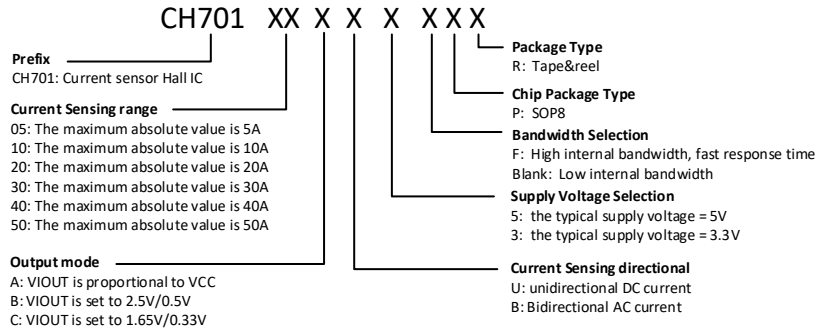 CH701 XX X X X X X X
Prefix
CH701: Current sensor Hall IC
Current Sensing range
05: The maximum absolute value is 5A
10: The maximum absolute value is 10A
20: The maximum absolute value is 20A
30: The maximum absolute value is 30A
40: The maximum absolute value is 40A
50: The maximum absolute value is 50A
Output mode
A: VIOUT is proportional to VCC
B: VIOUT is set to 2.5V/0.5V
C: VIOUT is set to 1.65V/0.33V
Package Type
R: Tape&reel
Chip Package Type
P: SOP8
Bandwidth Selection
F: High internal bandwidth, fast response time
Blank: Low internal bandwidth
Supply Voltage Selection
5: the typical supply voltage = 5V
3: the typical supply voltage = 3.3V
Current Sensing directional
U: unidirectional DC current
B: Bidirectional AC current